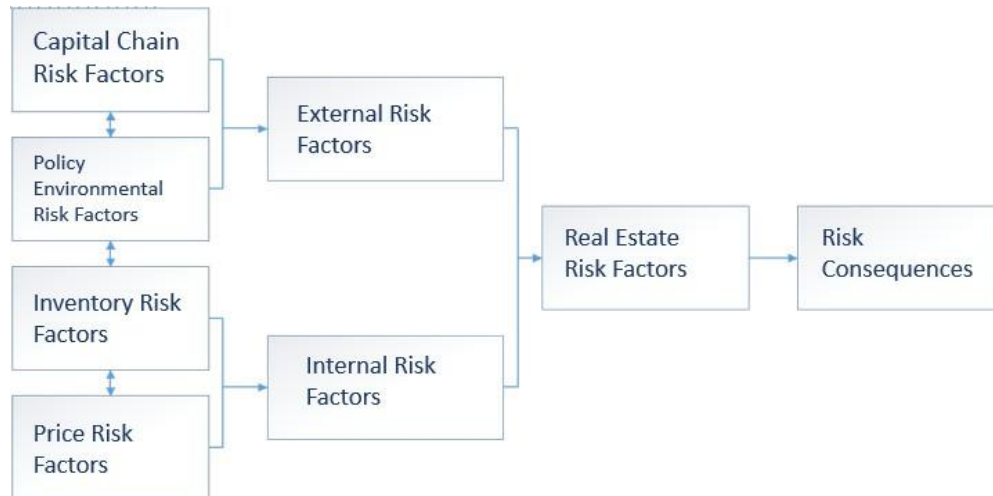 Capital Chain
Risk Factors
Policy
Environmental
Risk Factors
Inventory Risk
Factors
Price Risk
Factors
External Risk
Factors
Internal Risk
Factors
Real Estate
Risk Factors
Risk
Consequences